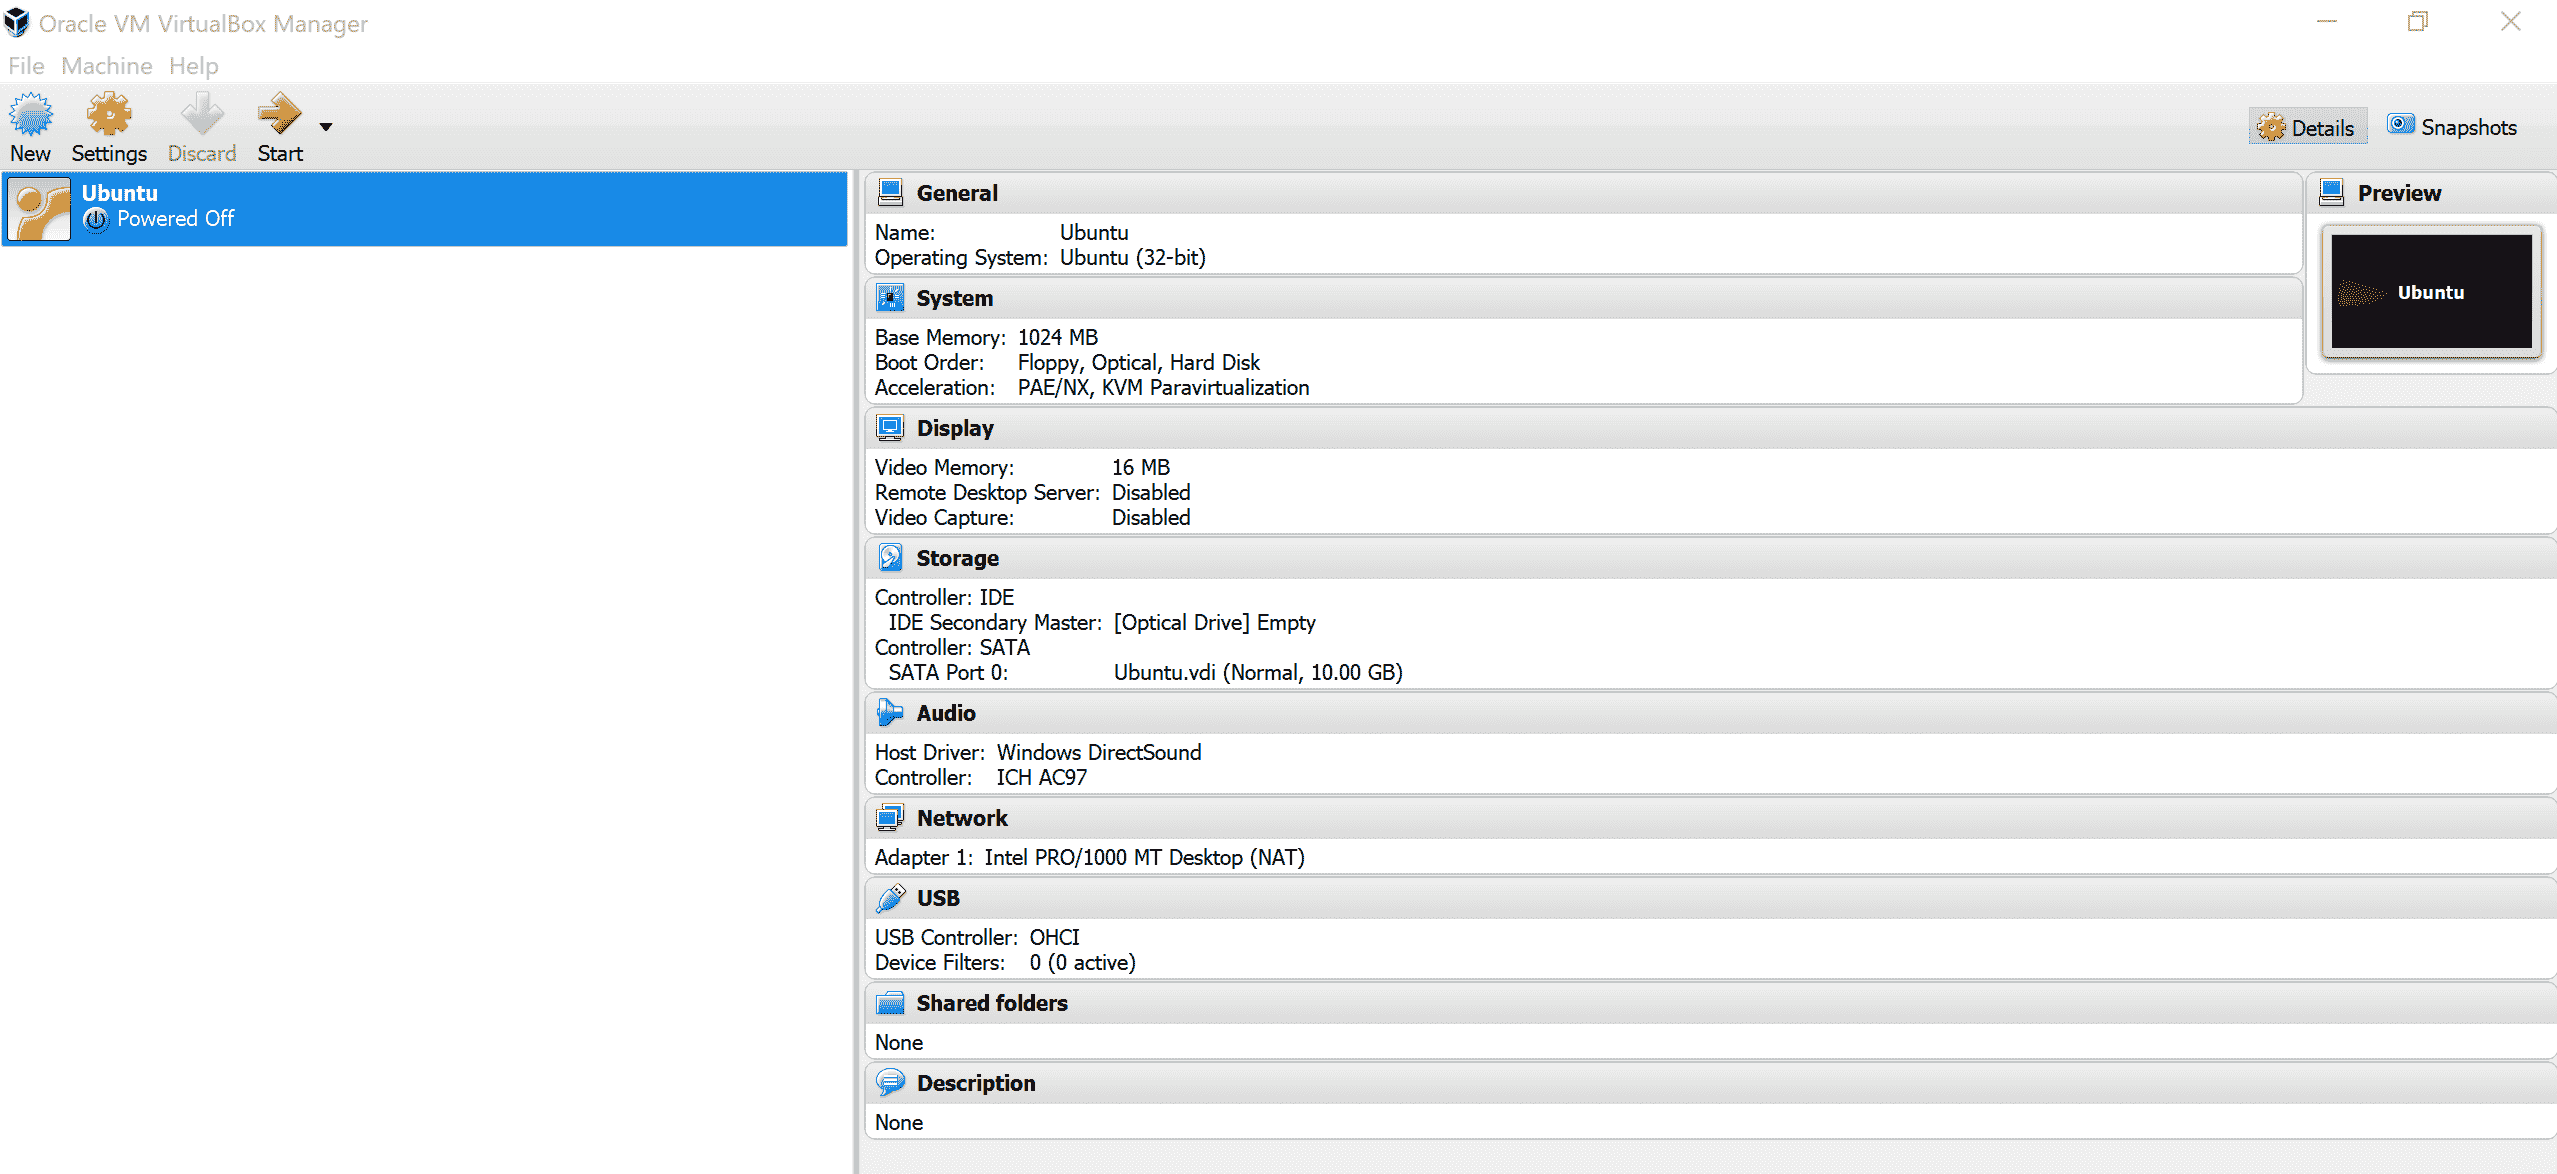 Oracle VM VirtualBox Manager
File Machine Help
New Settings Discard Start
Details Snapshots
Ubuntu
Powered Off
General
Name: Ubuntu
Operating System: Ubuntu (32-bit)
Preview
Ubuntu
System
Base Memory: 1024 MB
Boot Order: Floppy, Optical, Hard Disk
Acceleration: PAE/NX, KVM Paravirtualization
Display
Video Memory: 16 MB
Remote Desktop Server: Disabled
Video Capture: Disabled
Storage
Controller: IDE
IDE Secondary Master: [Optical Drive] Empty
Controller: SATA
SATA Port 0: Ubuntu.vdi (Normal, 10.00 GB)
Audio
Host Driver: Windows DirectSound
Controller: ICH AC97
Network
Adapter 1: Intel PRO/1000 MT Desktop (NAT)
USB
USB Controller: OHCI
Device Filters: 0 (0 active)
Shared folders
None
Description
None